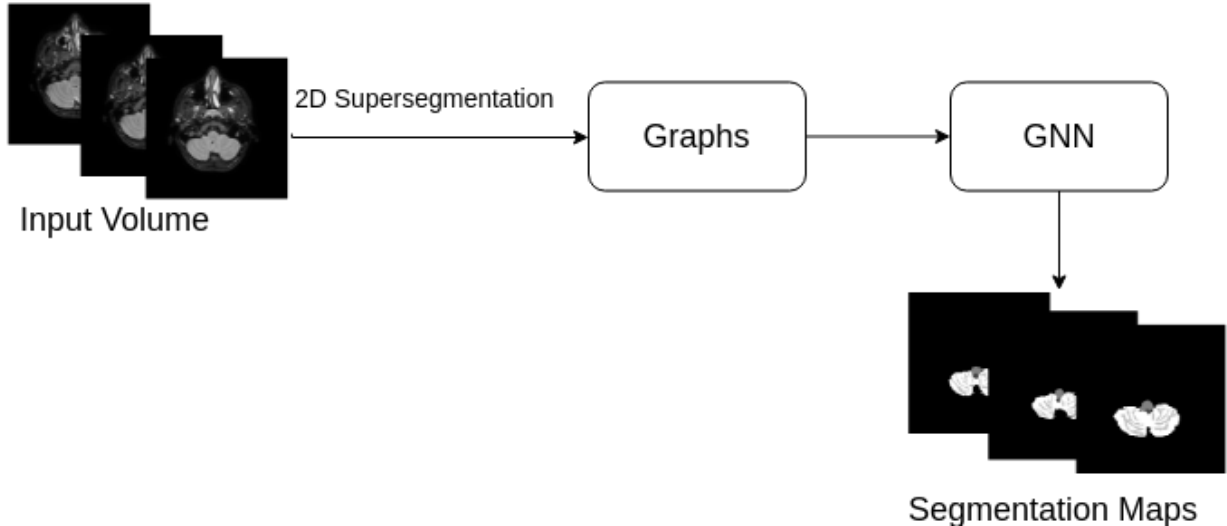 2D Supersegmentation
Graphs
GNN
Input Volume
Segmentation Maps